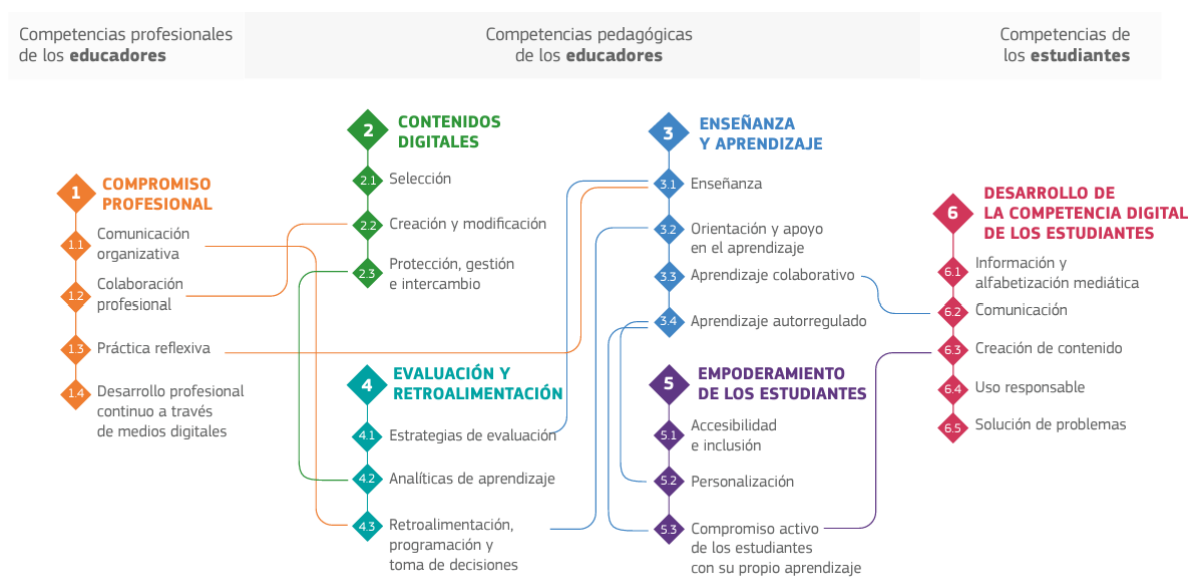 Competencias profesionales
de los educadores
Competencias pedagógicas
de los educadores
Competencias de
los estudiantes
1
COMPROMISO
PROFESIONAL
1.1
Comunicación
organizativa
1.2
Colaboración
profesional
1.3
Práctica reflexiva
1.4
Desarrollo profesional
continuo a través
de medios digitales
2
CONTENIDOS
DIGITALES
2.1
Selección
2.2
Creación y modificación
2.3
Protección, gestión
e intercambio
4
EVALUACIÓN Y
RETROALIMENTACIÓN
4.1
Estrategias de evaluación
4.2
Analíticas de aprendizaje
4.3
Retroalimentación,
programación y
toma de decisiones
3
ENSEÑANZA
Y APRENDIZAJE
3.1
Enseñanza
3.2
Orientación y apoyo
en el aprendizaje
3.3
Aprendizaje colaborativo
3.4
Aprendizaje autorregulado
5
EMPODERAMIENTO
DE LOS ESTUDIANTES
5.1
Accesibilidad
e inclusión
5.2
Personalización
5.3
Compromiso activo
de los estudiantes
con su propio aprendizaje
6
DESARROLLO DE
LA COMPETENCIA DIGITAL
DE LOS ESTUDIANTES
6.1
Información y
alfabetización mediática
6.2
Comunicación
6.3
Creación de contenido
6.4
Uso responsable
6.5
Solución de problemas